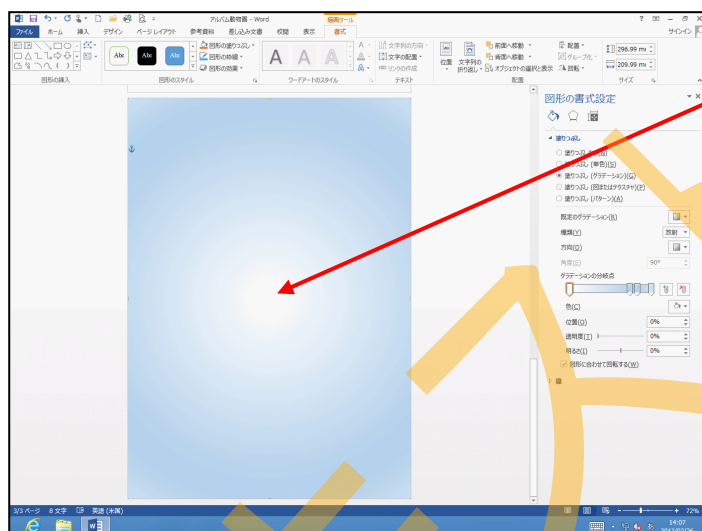 アルバム動物園 - Word
描画ツール
ファイル ホーム 挿入 デザイン ページ レイアウト 参考資料 差し込み文書 校閲 表示 書式 サインイン
Abc Abc Abc
図形の塗りつぶし
図形の枠線
図形の効果
A A A
文字列の方向
文字の配置
リンクの作成
位置
文字列の
折り返し
前面へ移動
背面へ移動
オブジェクトの選択と表示
配置
グループ化
回転
296.99 mm
209.99 mm
図形の挿入 図形のスタイル ワードアートのスタイル テキスト 配置 サイズ
図形の書式設定
塗りつぶし
塗りつぶし (単色)(S)
塗りつぶし (グラデーション)(G)
塗りつぶし (図またはテクスチャ)(F)
塗りつぶし (パターン)(A)
既定のグラデーション(R)
種類(Y) 放射
方向(D)
角度(E) 90°
グラデーションの分岐点
色(C)
位置(O) 0%
透明度(T) 0%
明るさ(I) 0%
図形に合わせて回転する(W)
線
3/3 ページ 8 文字 英語 (米国) 72%
14:07